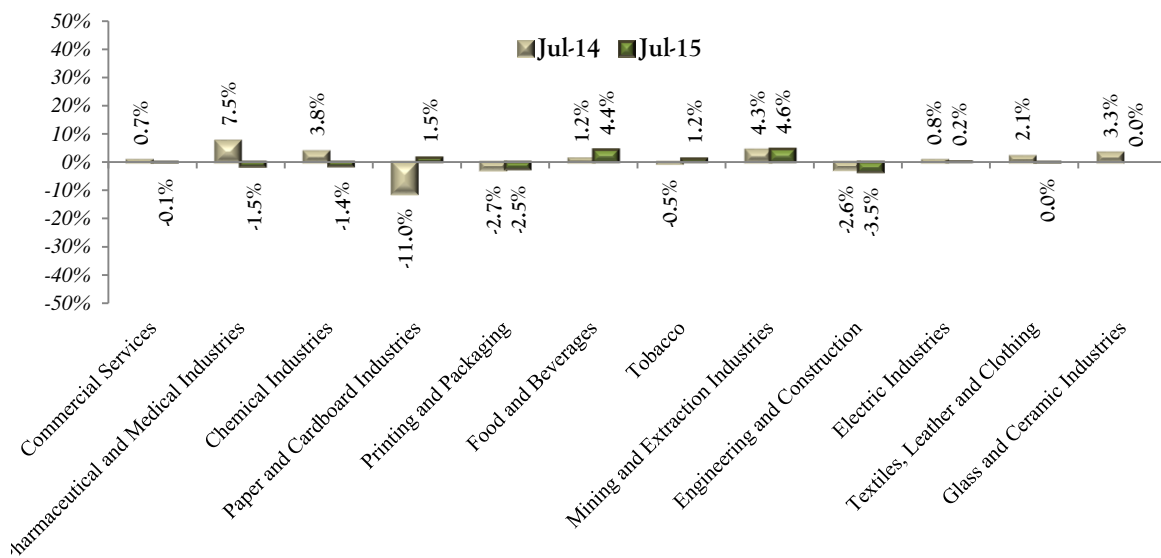 50%
40%
30%
20%
10%
0%
-10%
-20%
-30%
-40%
-50%
Jul-14 Jul-15
0.7% -0.1%
7.5% -1.5%
3.8% -1.4%
-11.0% 1.5%
-2.7% -2.5%
1.2% 4.4%
-0.5% 1.2%
4.3% 4.6%
-2.6% -3.5%
0.8% 0.2%
2.1% 0.0%
3.3% 0.0%
Commercial Services
harmaceutical and Medical Industries
Chemical Industries
Paper and Cardboard Industries
Printing and Packaging
Food and Beverages
Tobacco
Mining and Extraction Industries
Engineering and Construction
Electric Industries
Textiles, Leather and Clothing
Glass and Ceramic Industries